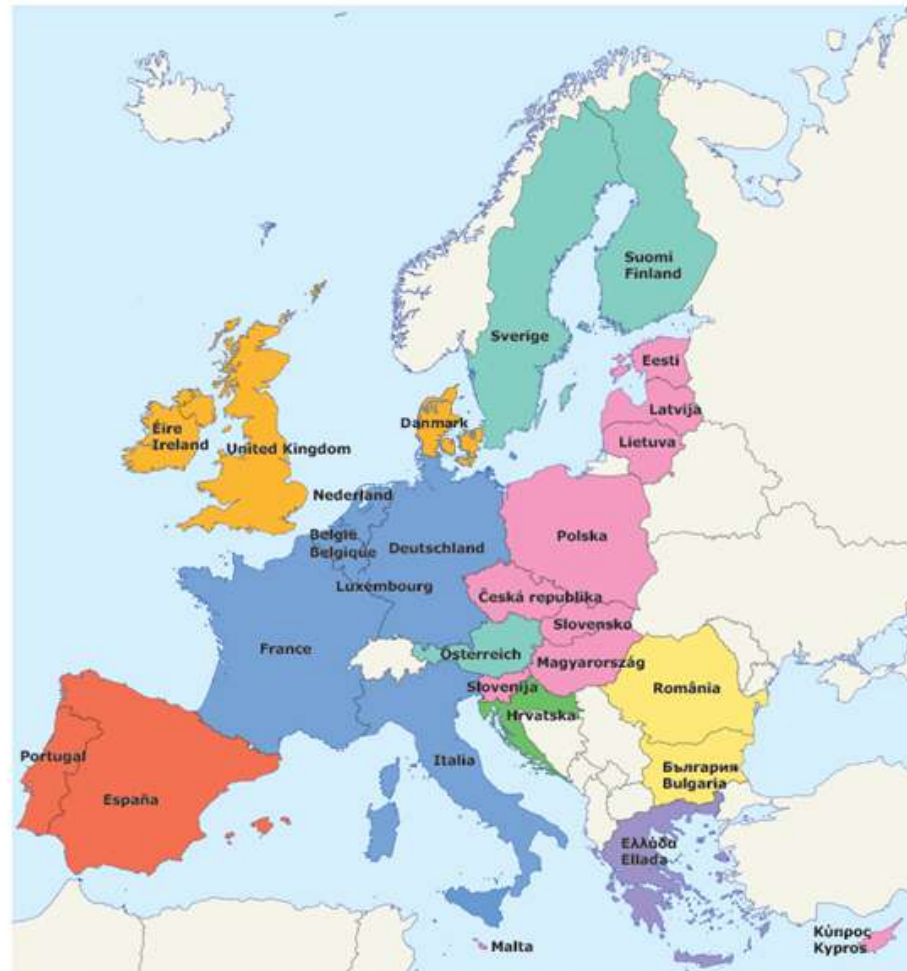 Suomi
Finland
Sverige
Eesti
Latvija
Lietuva
Danmark
Éire
Ireland
United Kingdom
Nederland
België
Belgique
Deutschland
Polska
Luxembourg
Česká republika
Slovensko
Österreich
Magyarország
France
Slovenija
România
Hrvatska
Portugal
Italia
България
Bulgaria
España
Ελλάδα
Ellada
Κύπρος
Kypros
Malta